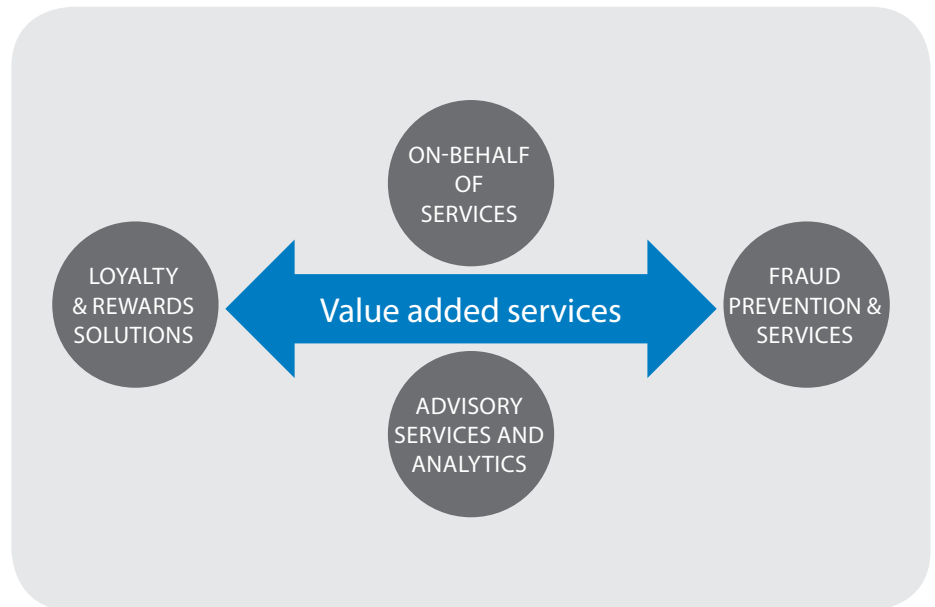 ON-BEHALF
OF
SERVICES
LOYALTY
& REWARDS
SOLUTIONS
Value added services
FRAUD
PREVENTION &
SERVICES
ADVISORY
SERVICES AND
ANALYTICS